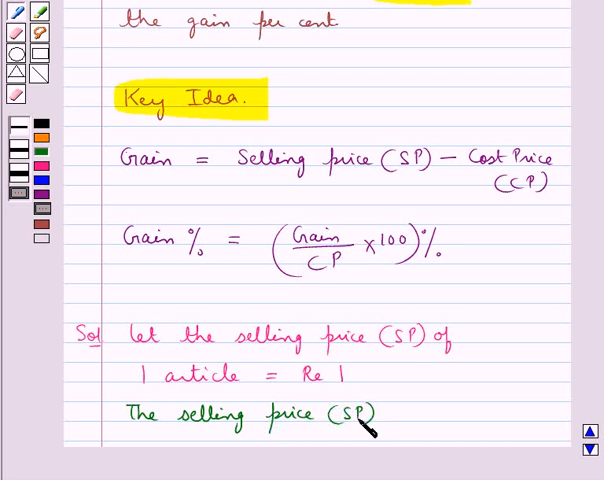 the gain per cent
Key Idea.
Gain = Selling price (SP) – Cost Price (CP)
Gain % = (Gain/CP × 100) %
Sol Let the selling price (SP) of
1 article = Re 1
The selling price (SP)